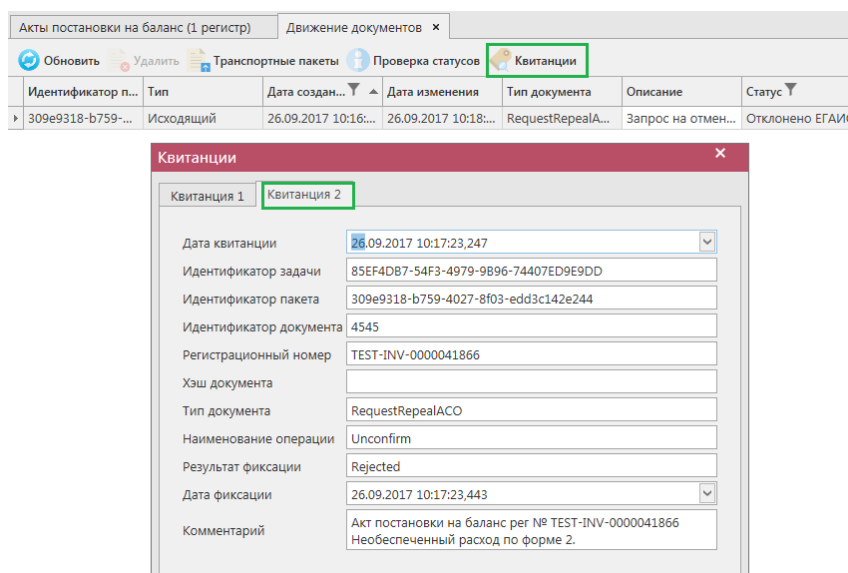 Акты постановки на баланс (1 регистр) Движение документов ×
Обновить Удалить Транспортные пакеты Проверка статусов Квитанции
Идентификатор п... Тип Дата создан... Дата изменения Тип документа Описание Статус
309e9318-b759-... Исходящий 26.09.2017 10:16:... 26.09.2017 10:18:... RequestRepealA... Запрос на отмен... Отклонено ЕГАИС
Квитанции ×
Квитанция 1 Квитанция 2
Дата квитанции 26.09.2017 10:17:23,247
Идентификатор задачи 85EF4DB7-54F3-4979-9B96-74407ED9E9DD
Идентификатор пакета 309e9318-b759-4027-8f03-edd3c142e244
Идентификатор документа 4545
Регистрационный номер TEST-INV-0000041866
Хэш документа
Тип документа RequestRepealACO
Наименование операции Unconfirm
Результат фиксации Rejected
Дата фиксации 26.09.2017 10:17:23,443
Комментарий Акт постановки на баланс рег № TEST-INV-0000041866
Необеспеченный расход по форме 2.